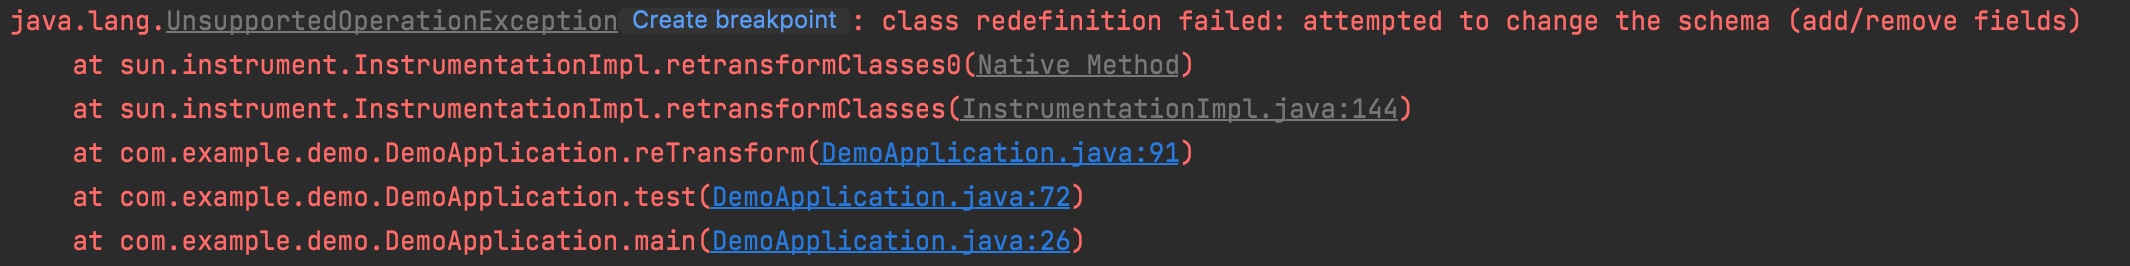 java.lang.UnsupportedOperationException Create breakpoint : class redefinition failed: attempted to change the schema (add/remove fields)
at sun.instrument.InstrumentationImpl.retransformClasses0(Native Method)
at sun.instrument.InstrumentationImpl.retransformClasses(InstrumentationImpl.java:144)
at com.example.demo.DemoApplication.reTransform(DemoApplication.java:91)
at com.example.demo.DemoApplication.test(DemoApplication.java:72)
at com.example.demo.DemoApplication.main(DemoApplication.java:26)